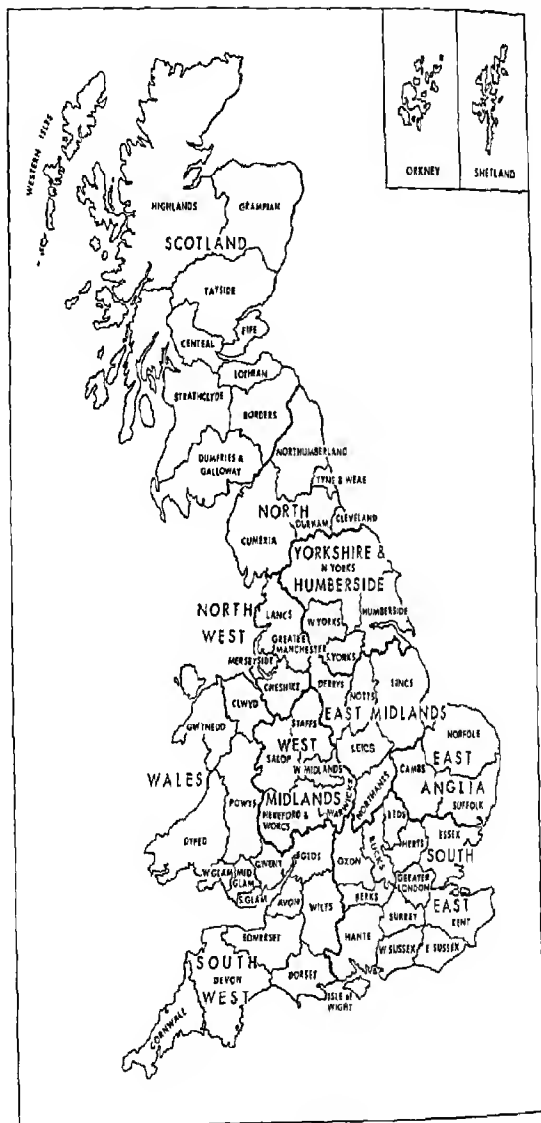 ORKNEY
SHETLAND
WESTERN ISLES
HIGHLANDS
GRAMPIAN
SCOTLAND
TAYSIDE
FIFE
CENTRAL
LOTHIAN
STRATHCLYDE
BORDERS
DUMFRIES &
GALLOWAY
NORTHUMBERLAND
TYNE & WEAR
NORTH
DURHAM
CLEVELAND
CUMBRIA
YORKSHIRE &
N YORKS
HUMBERSIDE
NORTH
WEST
LANCS
W.YORKS
HUMBERSIDE
GREATER
MANCHESTER
MERSEYSIDE
S.YORKS
CHESHIRE
DERBYS
NOTTS
LINCS
CLWYD
GWYNEDD
STAFFS
EAST MIDLANDS
WEST
SALOP
LEICS
NORFOLK
EAST
W MIDLANDS
CAMBS
WALES
POWYS
MIDLANDS
WARWICKS
NORTHANTS
ANGLIA
SUFFOLK
HEREFORD &
WORCS
DYFED
BEDS
ESSEX
GWENT
GLOS
OXON
BUCKS
HERTS
SOUTH
W.GLAM
MID
GLAM
S.GLAM
AVON
WILTS
BERKS
GREATER
LONDON
EAST
KENT
SURREY
SOMERSET
HANTE
W SUSSEX
E SUSSEX
SOUTH
DEVON
WEST
DORSET
ISLE of
WIGHT
CORNWALL